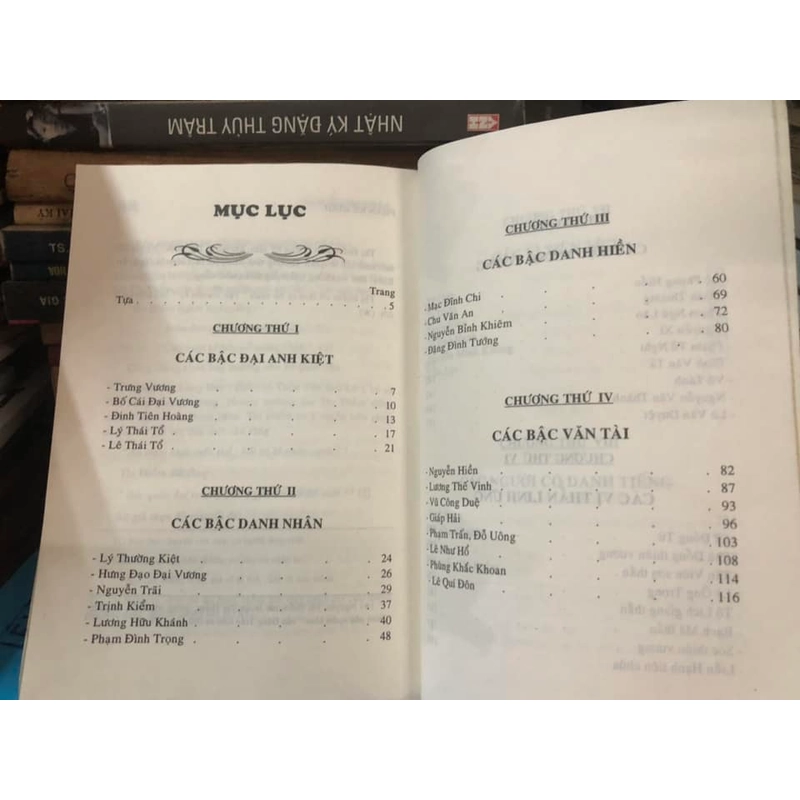 NHẬT KÝ ĐẶNG THÙY TRÂM
TS.
GIẢ
MỤC LỤC
Trang
Tựa . . . . . . . . . . . . 5
CHƯƠNG THỨ I
CÁC BẬC ĐẠI ANH KIỆT
- Trưng Vương . . . . . . 7
- Bố Cái Đại Vương . . . . . 10
- Đinh Tiên Hoàng . . . . . 13
- Lý Thái Tổ . . . . . . 17
- Lê Thái Tổ . . . . . . 21
CHƯƠNG THỨ II
CÁC BẬC DANH NHÂN
- Lý Thường Kiệt . . . . . 24
- Hưng Đạo Đại Vương . . . . 26
- Nguyễn Trãi . . . . . . 29
- Trịnh Kiểm . . . . . . 37
- Lương Hữu Khánh . . . . . 40
- Phạm Đình Trọng . . . . . 48
CHƯƠNG THỨ III
CÁC BẬC DANH HIỀN
- Mạc Đĩnh Chi . . . . . 60
- Chu Văn An . . . . . 69
- Nguyễn Bỉnh Khiêm . . . . 72
- Đặng Đình Tướng . . . . 80
CHƯƠNG THỨ IV
CÁC BẬC VĂN TÀI
- Nguyễn Hiền . . . . . 82
- Lương Thế Vinh . . . . . 87
- Vũ Công Duệ . . . . . 93
- Giáp Hải . . . . . 96
- Phạm Trấn, Đỗ Uông . . . . 103
- Lê Như Hổ . . . . . 108
- Phùng Khắc Khoan . . . . 114
- Lê Quí Đôn . . . . . 116